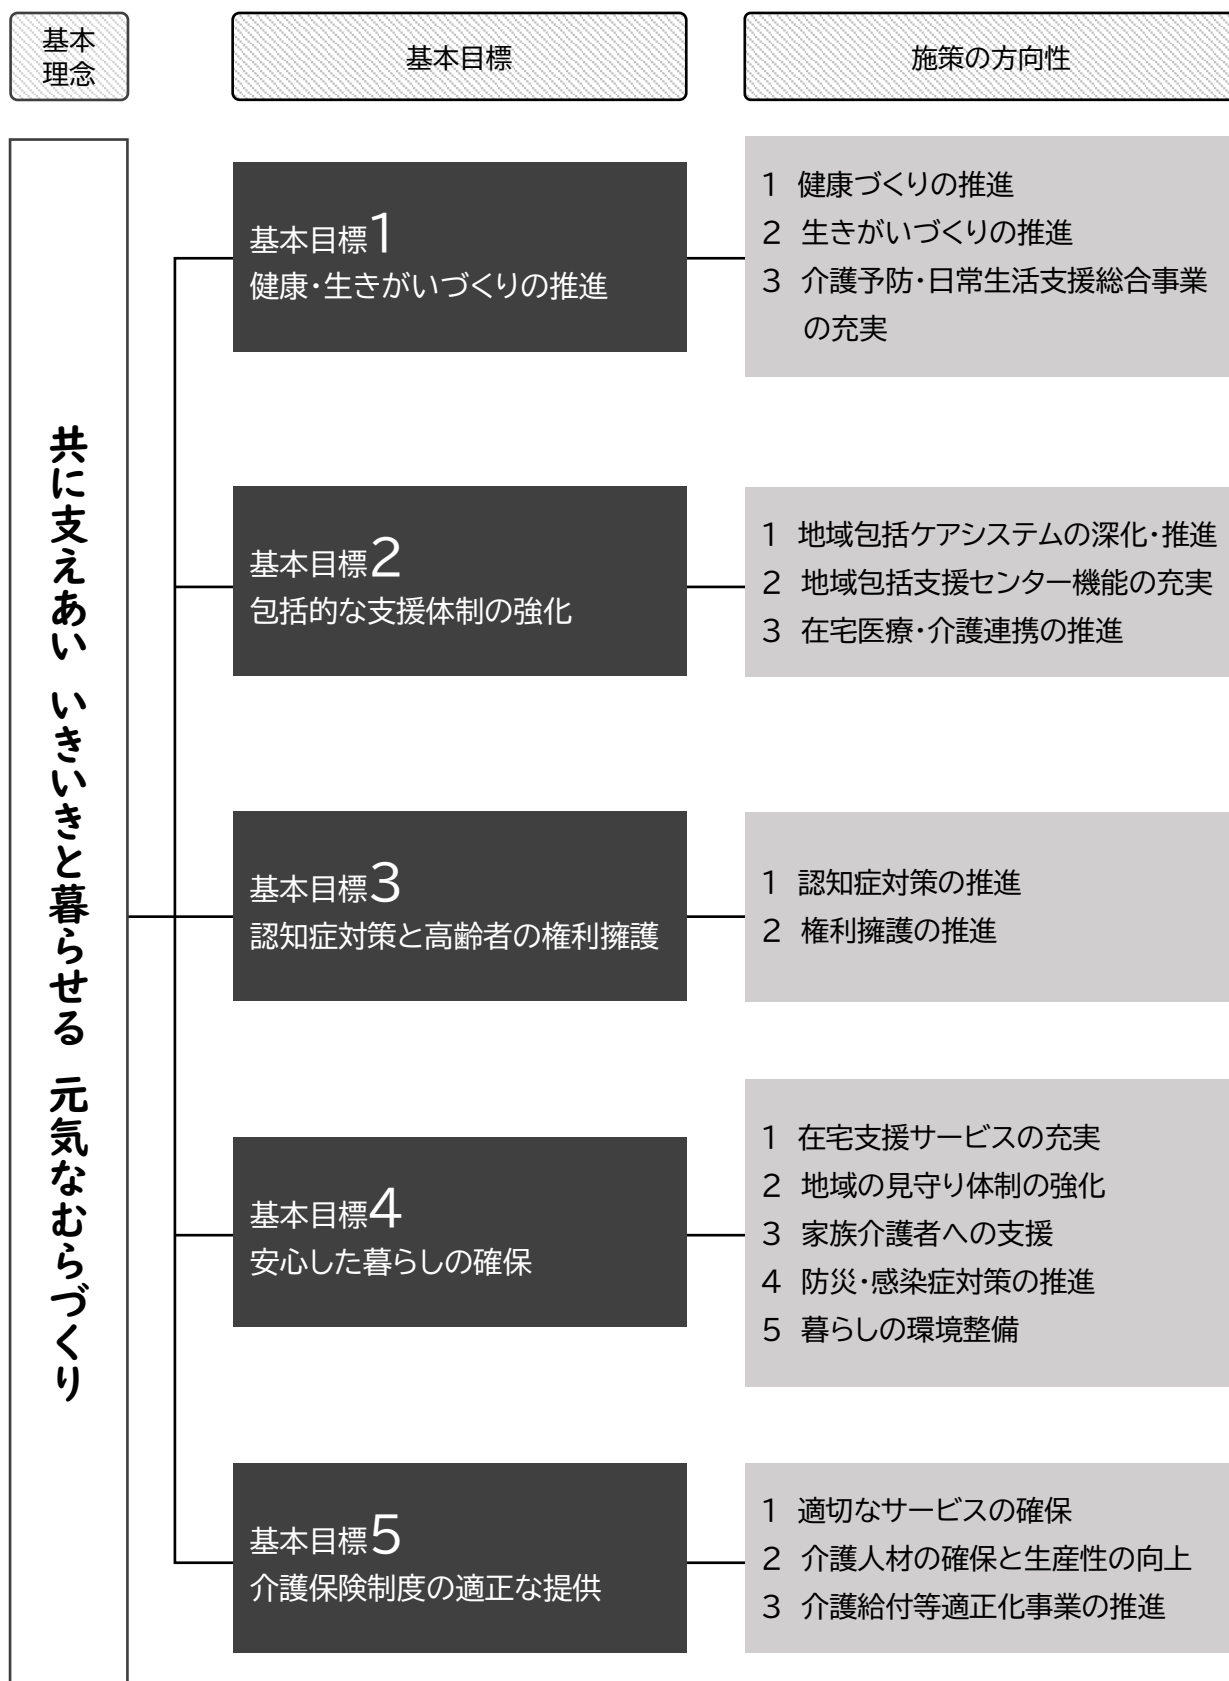 基本
理念
基本目標
施策の方向性
共に支えあい いきいきと暮らせる 元気なむらづくり
基本目標1
健康・生きがいづくりの推進
1 健康づくりの推進
2 生きがいづくりの推進
3 介護予防・日常生活支援総合事業
の充実
基本目標2
包括的な支援体制の強化
1 地域包括ケアシステムの深化・推進
2 地域包括支援センター機能の充実
3 在宅医療・介護連携の推進
基本目標3
認知症対策と高齢者の権利擁護
1 認知症対策の推進
2 権利擁護の推進
基本目標4
安心した暮らしの確保
1 在宅支援サービスの充実
2 地域の見守り体制の強化
3 家族介護者への支援
4 防災・感染症対策の推進
5 暮らしの環境整備
基本目標5
介護保険制度の適正な提供
1 適切なサービスの確保
2 介護人材の確保と生産性の向上
3 介護給付等適正化事業の推進